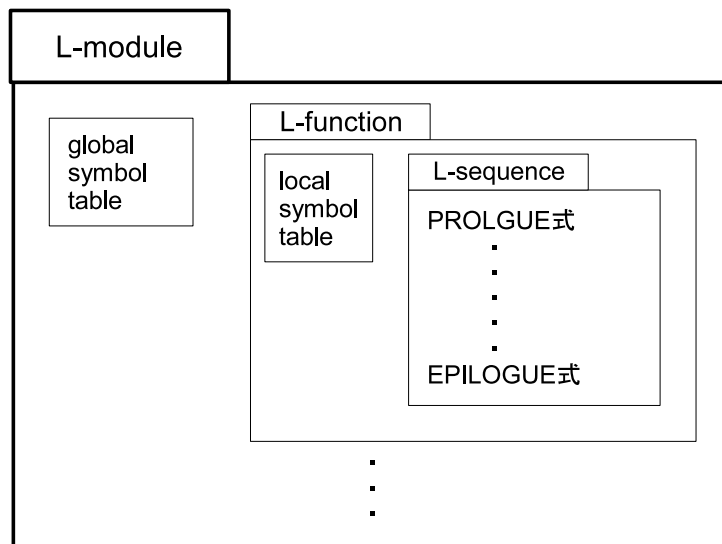 L-module
global
symbol
table
L-function
local
symbol
table
L-sequence
PROLGUE式
EPILOGUE式